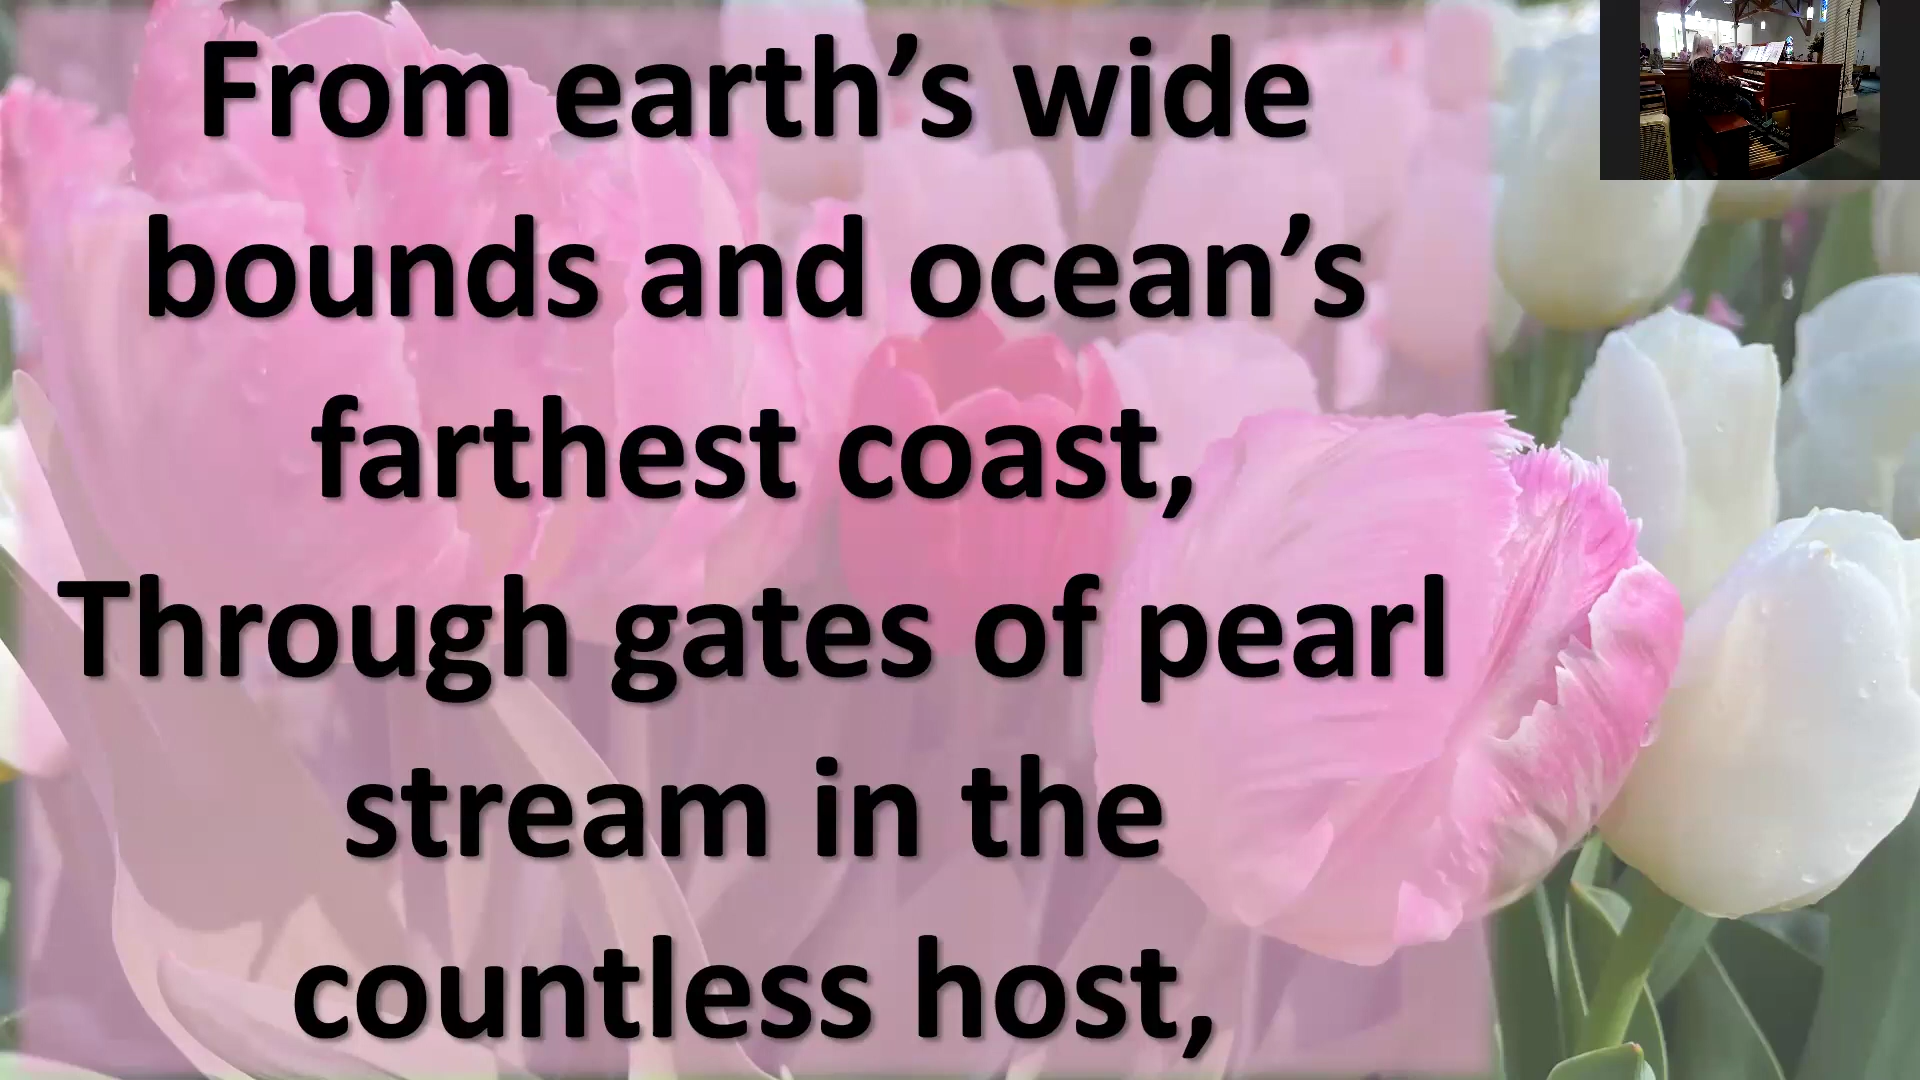 From earth’s wide
bounds and ocean’s
farthest coast,
Through gates of pearl
stream in the
countless host,